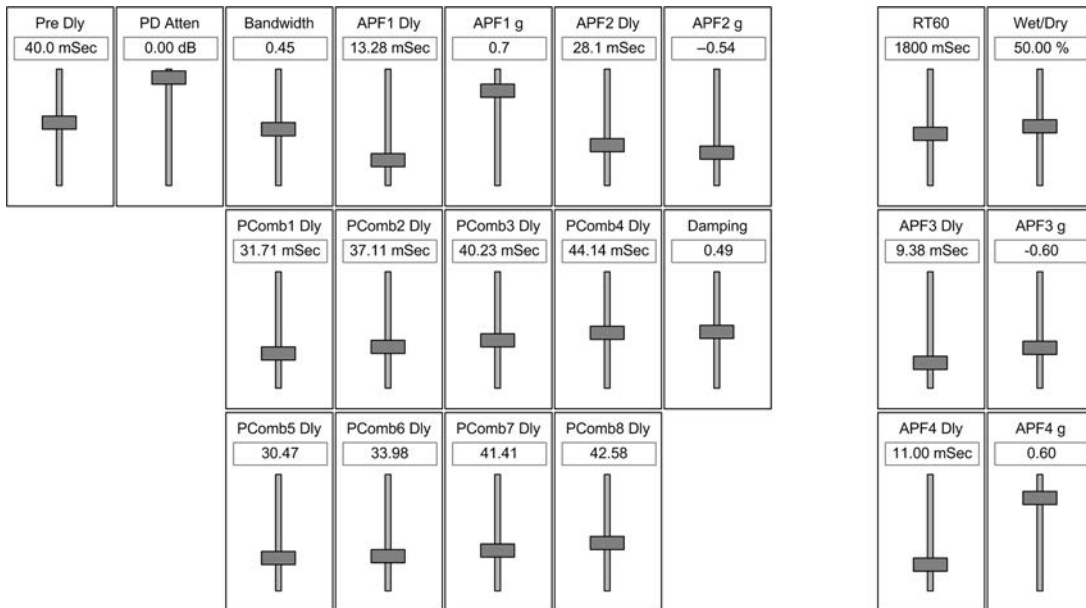 Pre Dly PD Atten Bandwidth APF1 Dly APF1 g APF2 Dly APF2 g RT60 Wet/Dry
40.0 mSec 0.00 dB 0.45 13.28 mSec 0.7 28.1 mSec –0.54 1800 mSec 50.00 %
PComb1 Dly PComb2 Dly PComb3 Dly PComb4 Dly Damping APF3 Dly APF3 g
31.71 mSec 37.11 mSec 40.23 mSec 44.14 mSec 0.49 9.38 mSec -0.60
PComb5 Dly PComb6 Dly PComb7 Dly PComb8 Dly APF4 Dly APF4 g
30.47 33.98 41.41 42.58 11.00 mSec 0.60